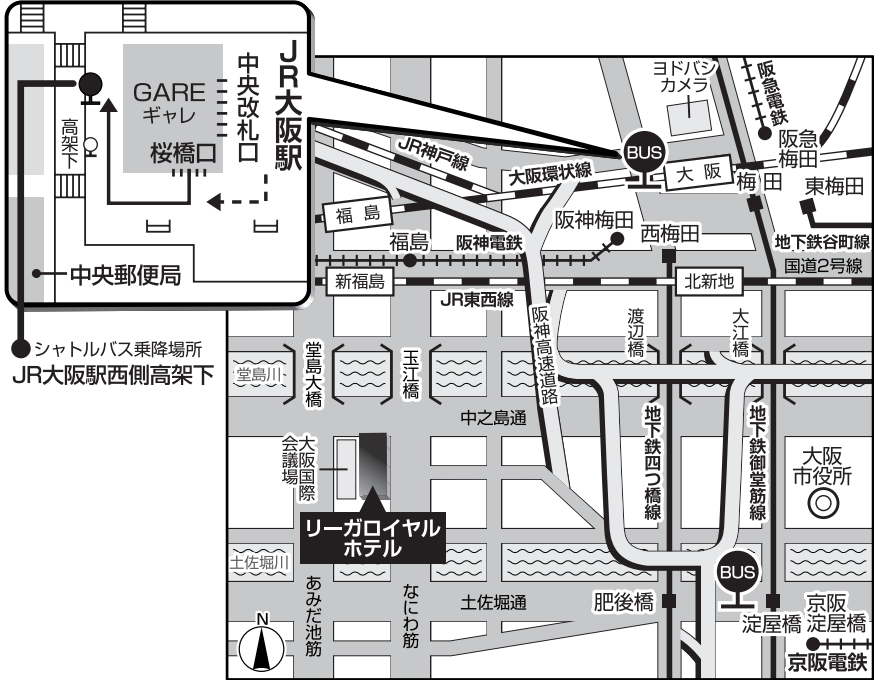 JR大阪駅
中央改札口
GARE
ギャレ
桜橋口
高架下
中央郵便局
シャトルバス乗降場所
JR大阪駅西側高架下
ヨドバシ
カメラ
阪急電鉄
阪急
梅田
BUS
JR神戸線
大阪環状線
大阪
梅田
東梅田
福島
福島
阪神電鉄
阪神梅田
西梅田
地下鉄谷町線
国道2号線
新福島
JR東西線
北新地
阪神高速道路
渡辺橋
大江橋
堂島川
堂島大橋
玉江橋
中之島通
地下鉄四つ橋線
地下鉄御堂筋線
大阪
市役所
大阪国際
会議場
リーガロイヤル
ホテル
土佐堀川
BUS
あみだ池筋
なにわ筋
土佐堀通
肥後橋
淀屋橋
京阪
淀屋橋
京阪電鉄
N